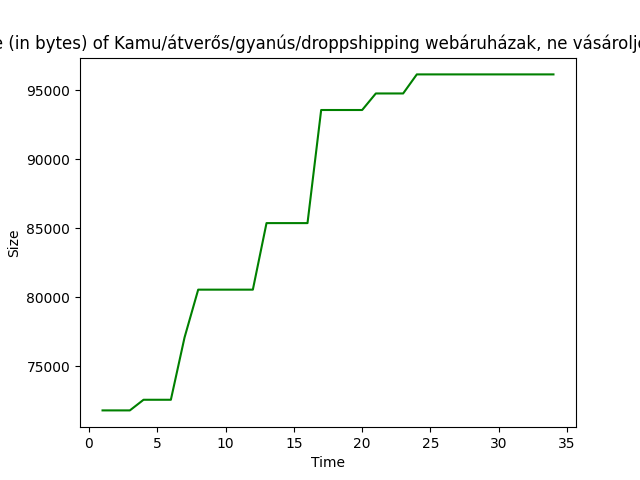 (in bytes) of Kamu/átverős/gyanús/droppshipping webáruházak, ne
95000
90000
85000
80000
75000
Size
0 5 10 15 20 25 30 35
Time